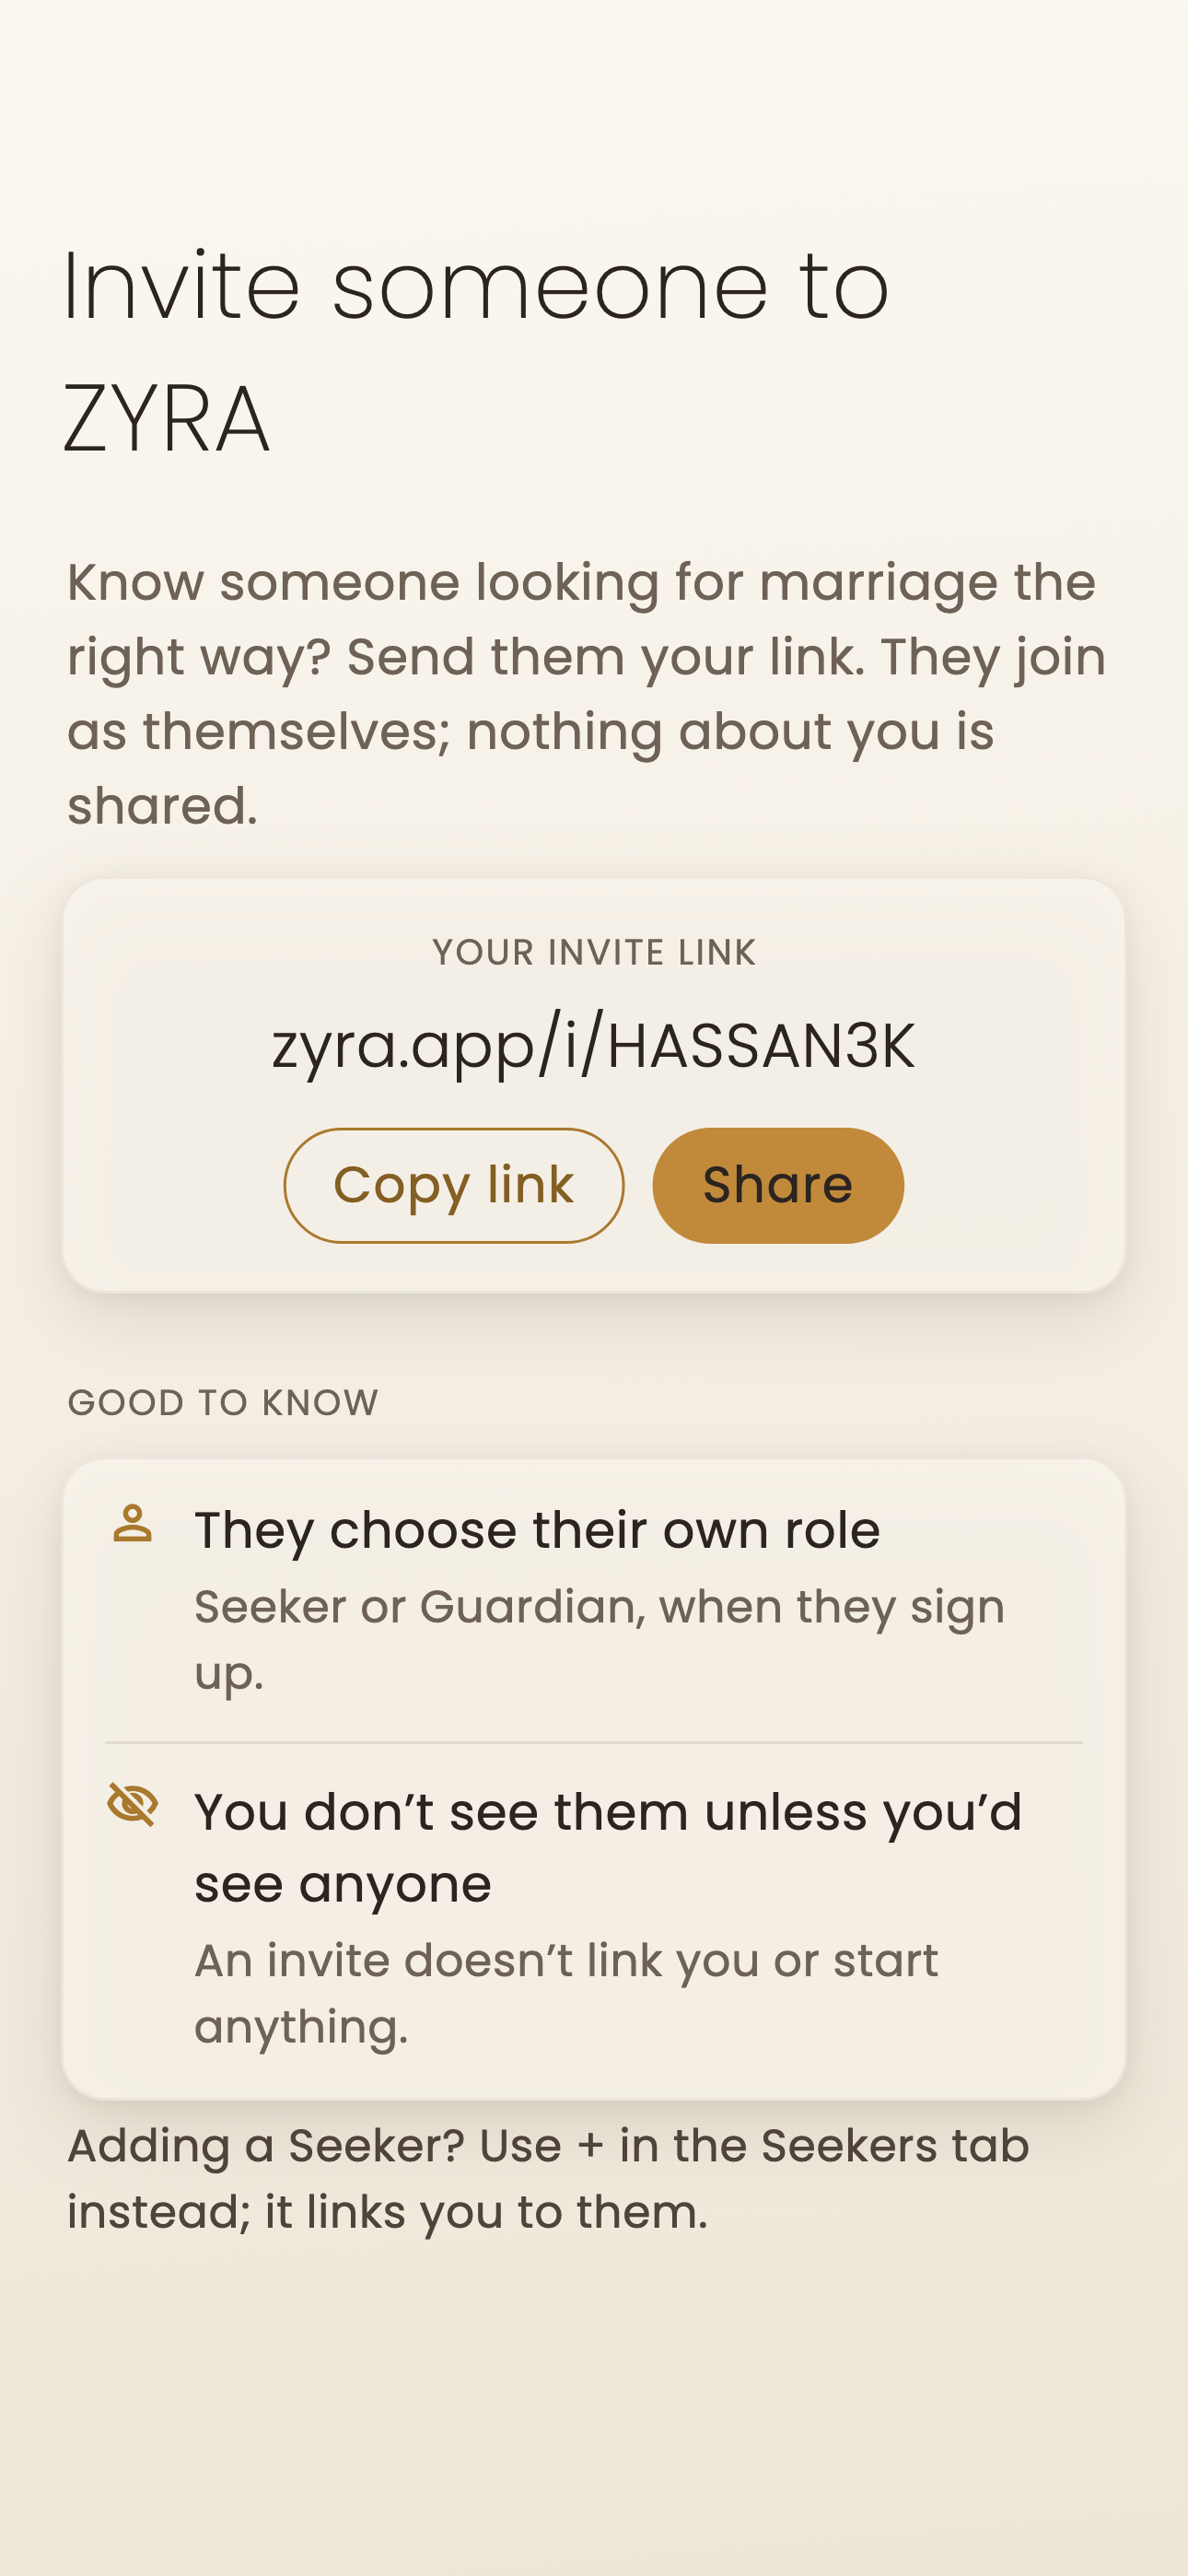 Invite someone to
ZYRA
Know someone looking for marriage the
right way? Send them your link. They join
as themselves; nothing about you is
shared.
YOUR INVITE LINK
zyra.app/i/HASSAN3K
Copy link
Share
GOOD TO KNOW
They choose their own role
Seeker or Guardian, when they sign
up.
You don’t see them unless you’d
see anyone
An invite doesn’t link you or start
anything.
Adding a Seeker? Use + in the Seekers tab
instead; it links you to them.